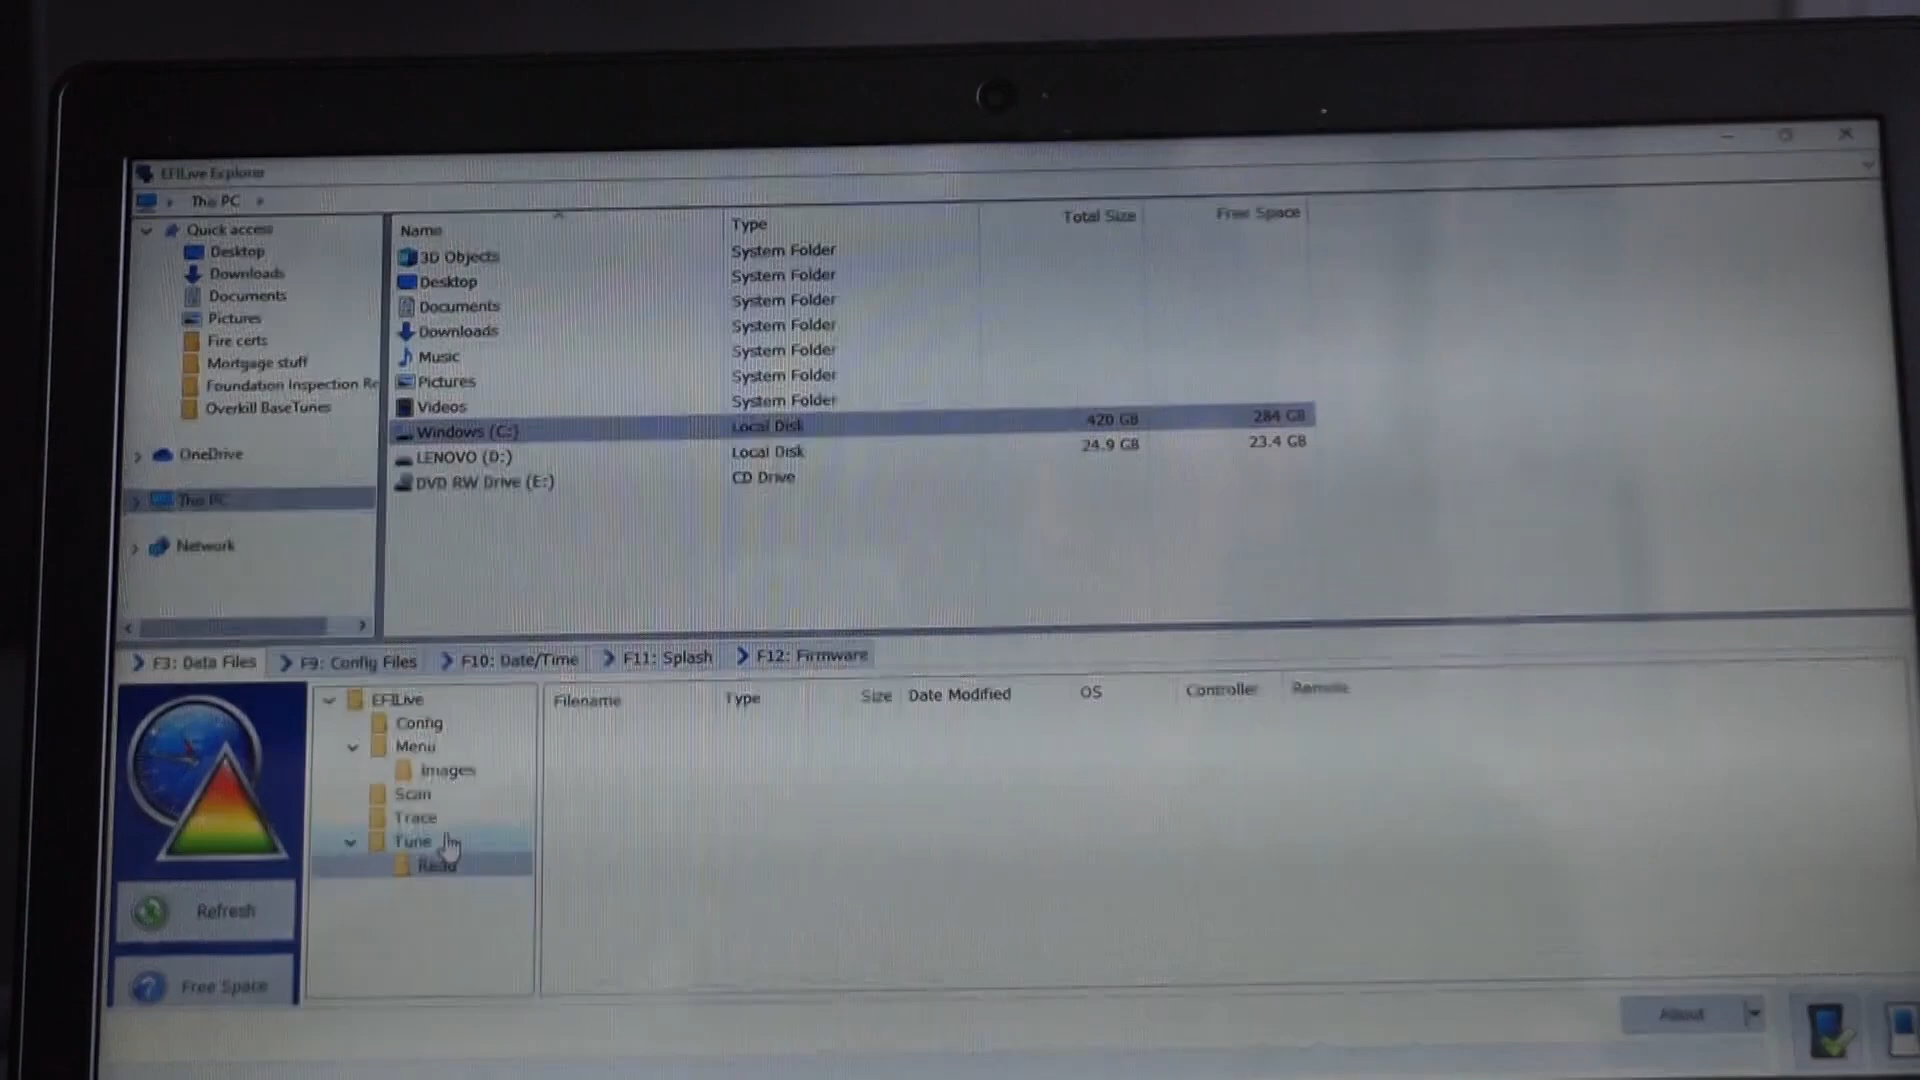 EFILive Explorer
This PC
Quick access
Desktop
Downloads
Documents
Pictures
Fire certs
Mortgage stuff
Foundation Inspection Re
Overkill BaseTunes
OneDrive
This PC
Network
Name Type Total Size Free Space
3D Objects System Folder
Desktop System Folder
Documents System Folder
Downloads System Folder
Music System Folder
Pictures System Folder
Videos System Folder
Windows (C:) Local Disk 420 GB 284 GB
LENOVO (D:) Local Disk 24.9 GB 23.4 GB
DVD RW Drive (E:) CD Drive
F3: Data Files F9: Config Files F10: Date/Time F11: Splash F12: Firmware
EFILive
Config
Menu
Images
Scan
Trace
Tune
Read
Filename Type Size Date Modified OS Controller Remote
Refresh
Free Space
About